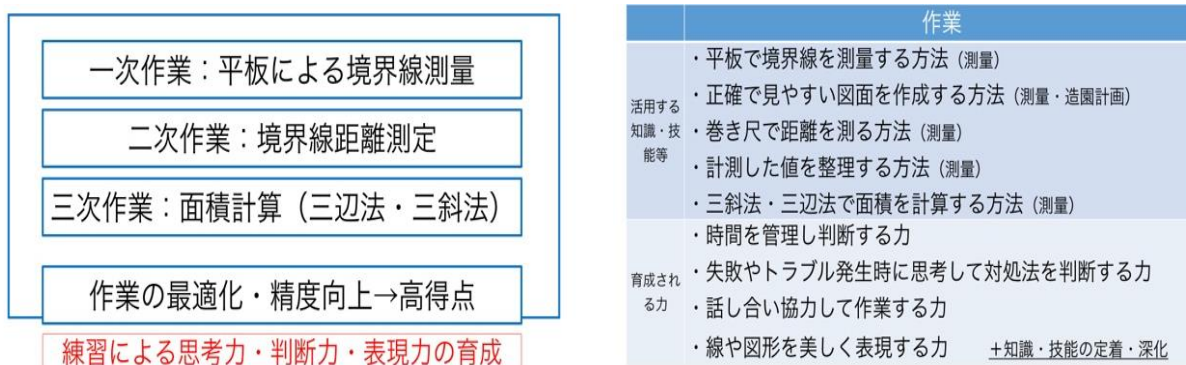 一次作業：平板による境界線測量
二次作業：境界線距離測定
三次作業：面積計算（三辺法・三斜法）
作業の最適化・精度向上→高得点
練習による思考力・判断力・表現力の育成
作業
活用する
知識・技
能等
・平板で境界線を測量する方法（測量）
・正確で見やすい図面を作成する方法（測量・造園計画）
・巻き尺で距離を測る方法（測量）
・計測した値を整理する方法（測量）
・三斜法・三辺法で面積を計算する方法（測量）
育成され
る力
・時間を管理し判断する力
・失敗やトラブル発生時に思考して対処法を判断する力
・話し合い協力して作業する力
・線や図形を美しく表現する力 ＋知識・技能の定着・深化